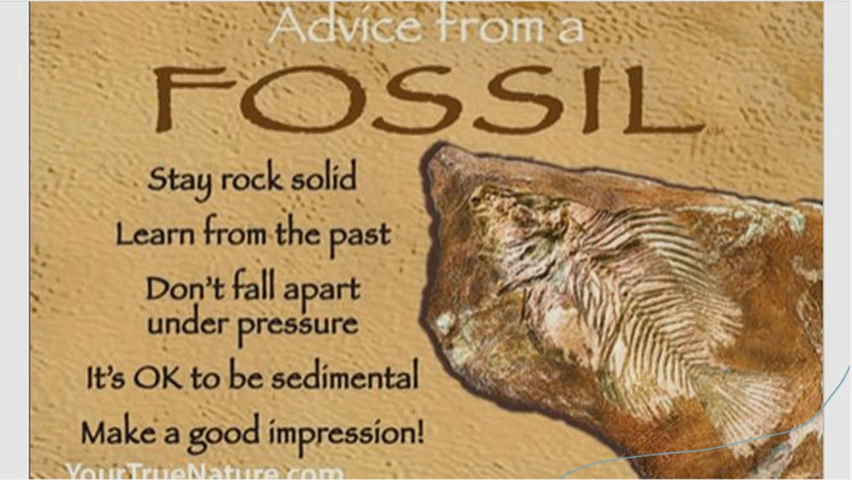 Advice from a
FOSSIL
Stay rock solid
Learn from the past
Don't fall apart
under pressure
It's OK to be sedimental
Make a good impression!
YourTrueNature.com